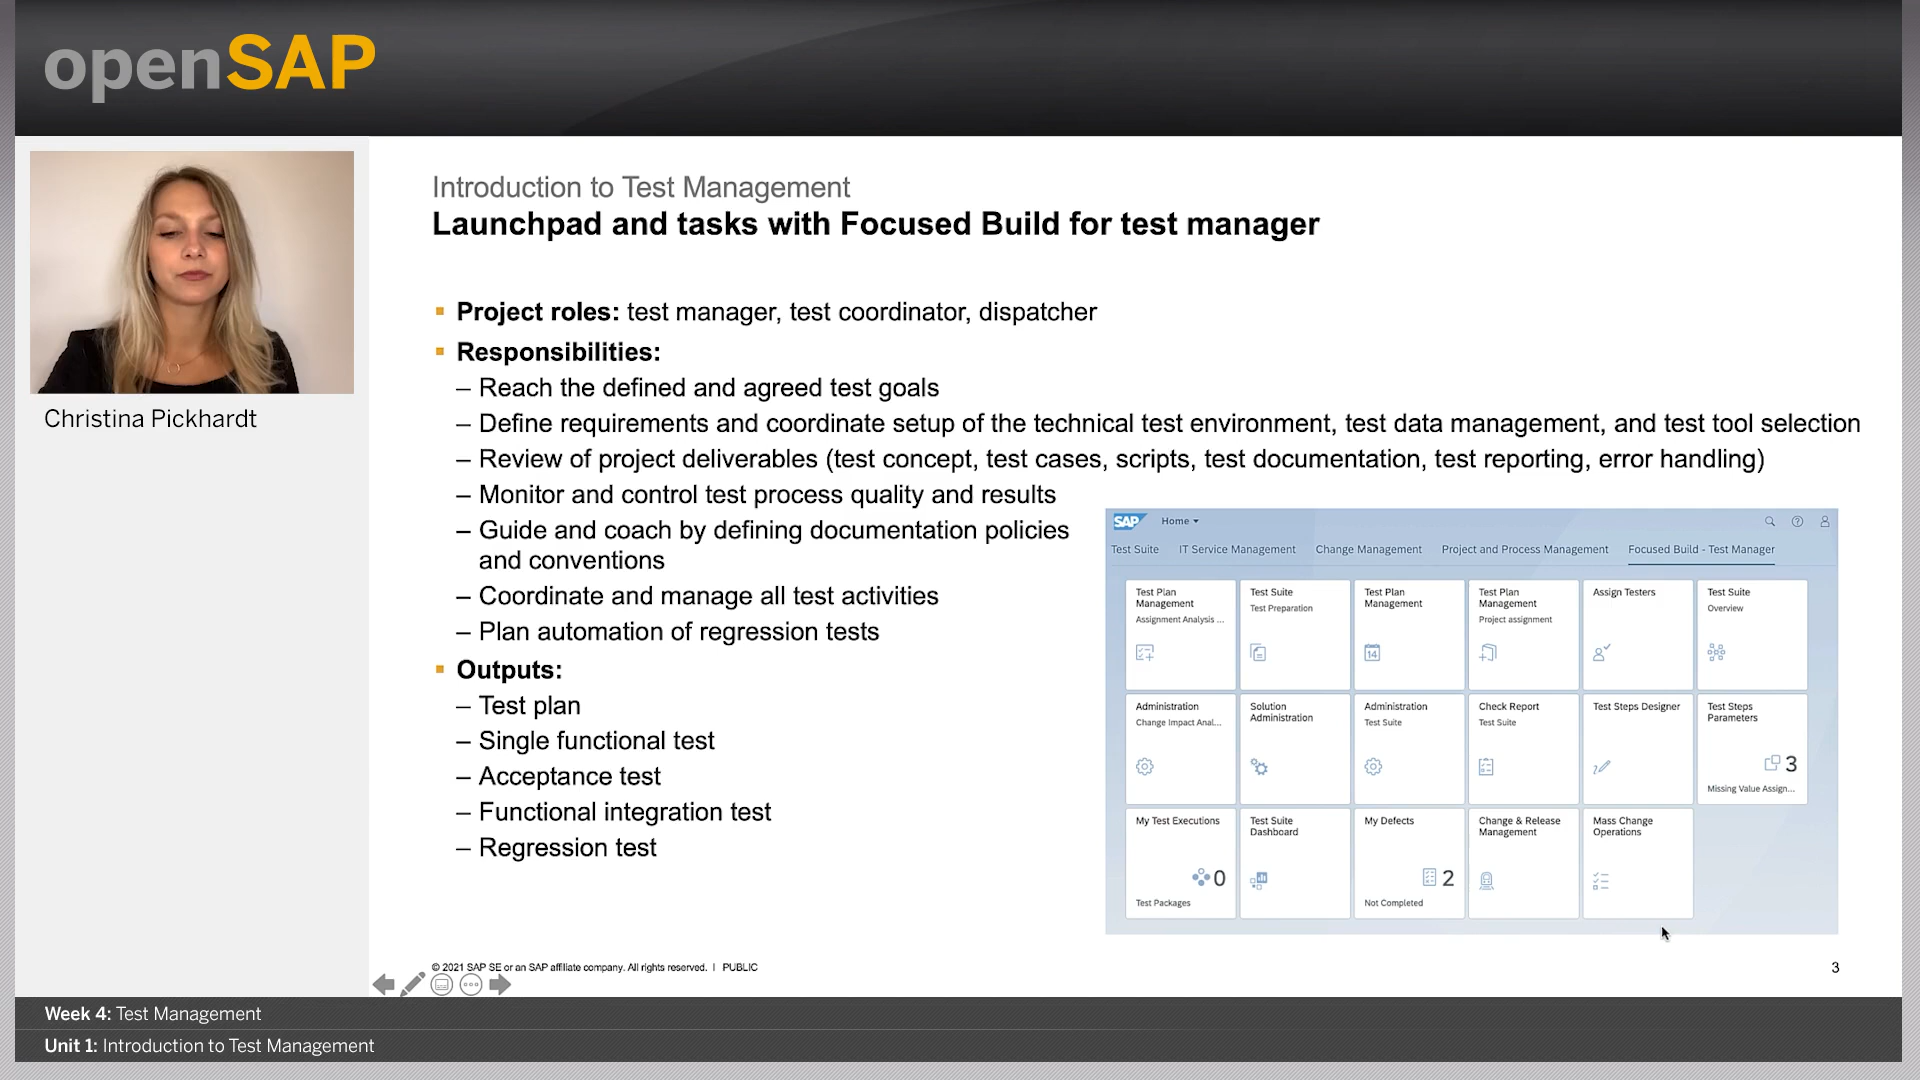 openSAP
Christina Pickhardt
Introduction to Test Management
Launchpad and tasks with Focused Build for test manager
Project roles: test manager, test coordinator, dispatcher
Responsibilities:
– Reach the defined and agreed test goals
– Define requirements and coordinate setup of the technical test environment, test data management, and test tool selection
– Review of project deliverables (test concept, test cases, scripts, test documentation, test reporting, error handling)
– Monitor and control test process quality and results
– Guide and coach by defining documentation policies
and conventions
– Coordinate and manage all test activities
– Plan automation of regression tests
Outputs:
– Test plan
– Single functional test
– Acceptance test
– Functional integration test
– Regression test
SAP Home
Test Suite IT Service Management Change Management Project and Process Management Focused Build - Test Manager
Test Plan
Management
Assignment Analysis ...
Test Suite
Test Preparation
Test Plan
Management
14
Test Plan
Management
Project assignment
Assign Testers
Test Suite
Overview
Administration
Change Impact Anal...
Solution
Administration
Administration
Test Suite
Check Report
Test Suite
Test Steps Designer
Test Steps
Parameters
3
Missing Value Assign...
My Test Executions
0
Test Packages
Test Suite
Dashboard
My Defects
2
Not Completed
Change & Release
Management
Mass Change
Operations
© 2021 SAP SE or an SAP affiliate company. All rights reserved. | PUBLIC
3
Week 4: Test Management
Unit 1: Introduction to Test Management